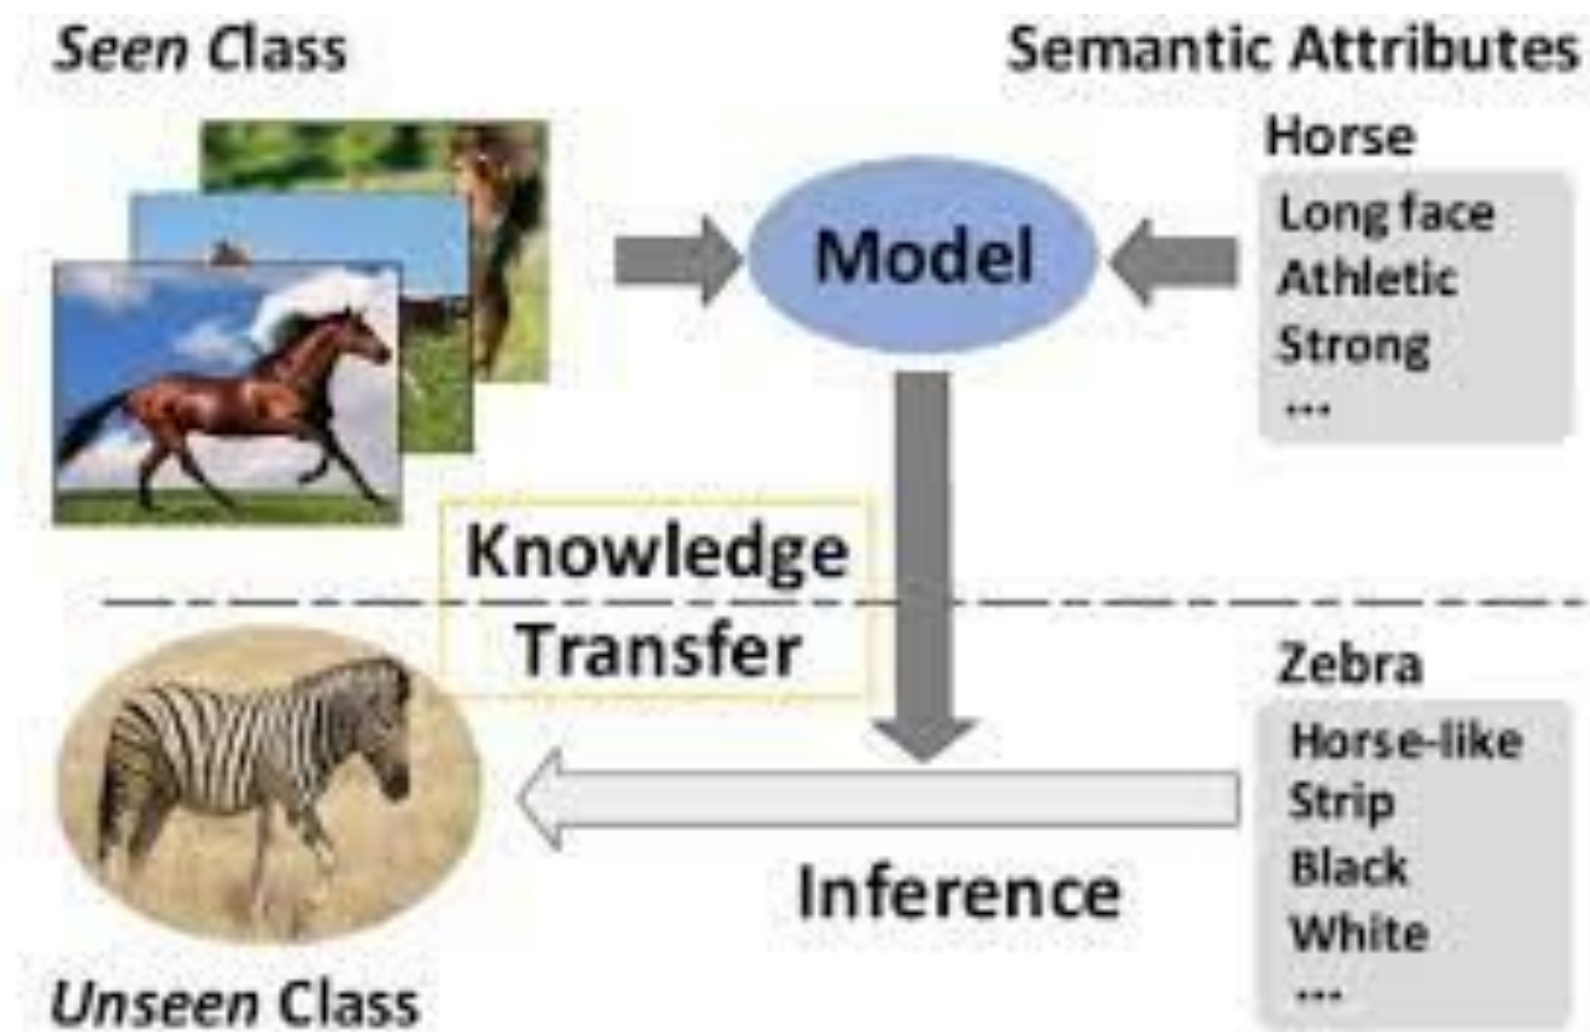 Seen Class
Semantic Attributes
Horse
Long face
Athletic
Strong
...
Model
Knowledge
Transfer
Zebra
Horse-like
Strip
Black
White
...
Inference
Unseen Class